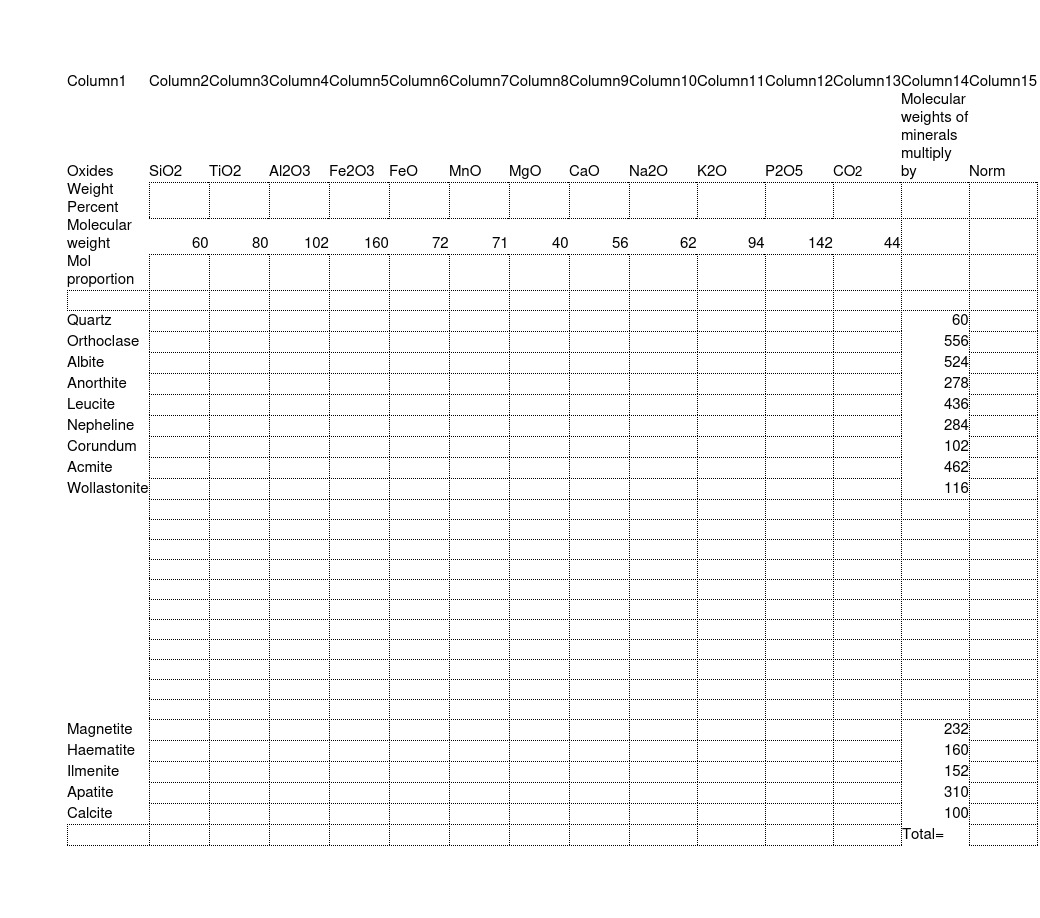 Column1 Column2 Column3 Column4 Column5 Column6 Column7 Column8 Column9 Column10 Column11 Column12 Column13 Column14 Column15
Molecular
weights of
minerals
multiply
Oxides SiO2 TiO2 Al2O3 Fe2O3 FeO MnO MgO CaO Na2O K2O P2O5 CO2 by Norm
Weight
Percent
Molecular
weight 60 80 102 160 72 71 40 56 62 94 142 44
Mol
proportion
Quartz 60
Orthoclase 556
Albite 524
Anorthite 278
Leucite 436
Nepheline 284
Corundum 102
Acmite 462
Wollastonite 116
Magnetite 232
Haematite 160
Ilmenite 152
Apatite 310
Calcite 100
Total=